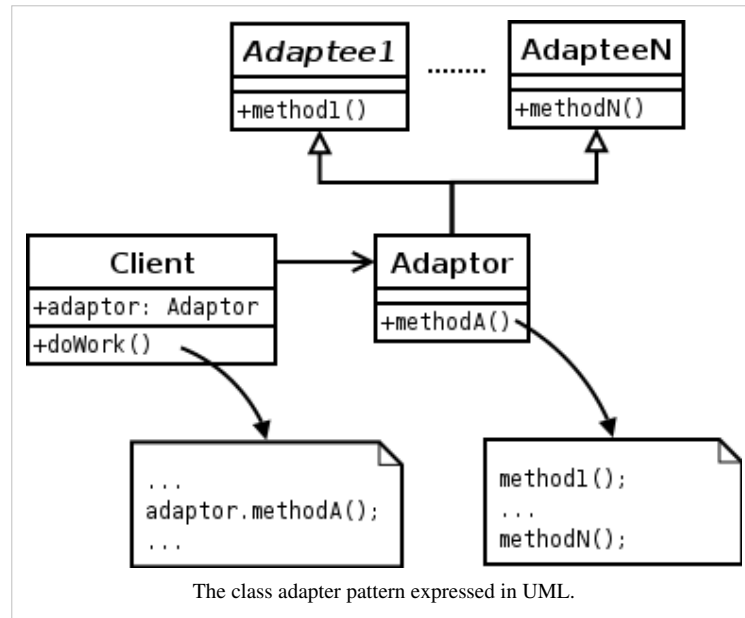 Adaptee1
........
AdapteeN
+method1()
+methodN()
Client
Adaptor
+adaptor: Adaptor
+methodA()
+doWork()
...
adaptor.methodA();
...
method1();
...
methodN();
The class adapter pattern expressed in UML.